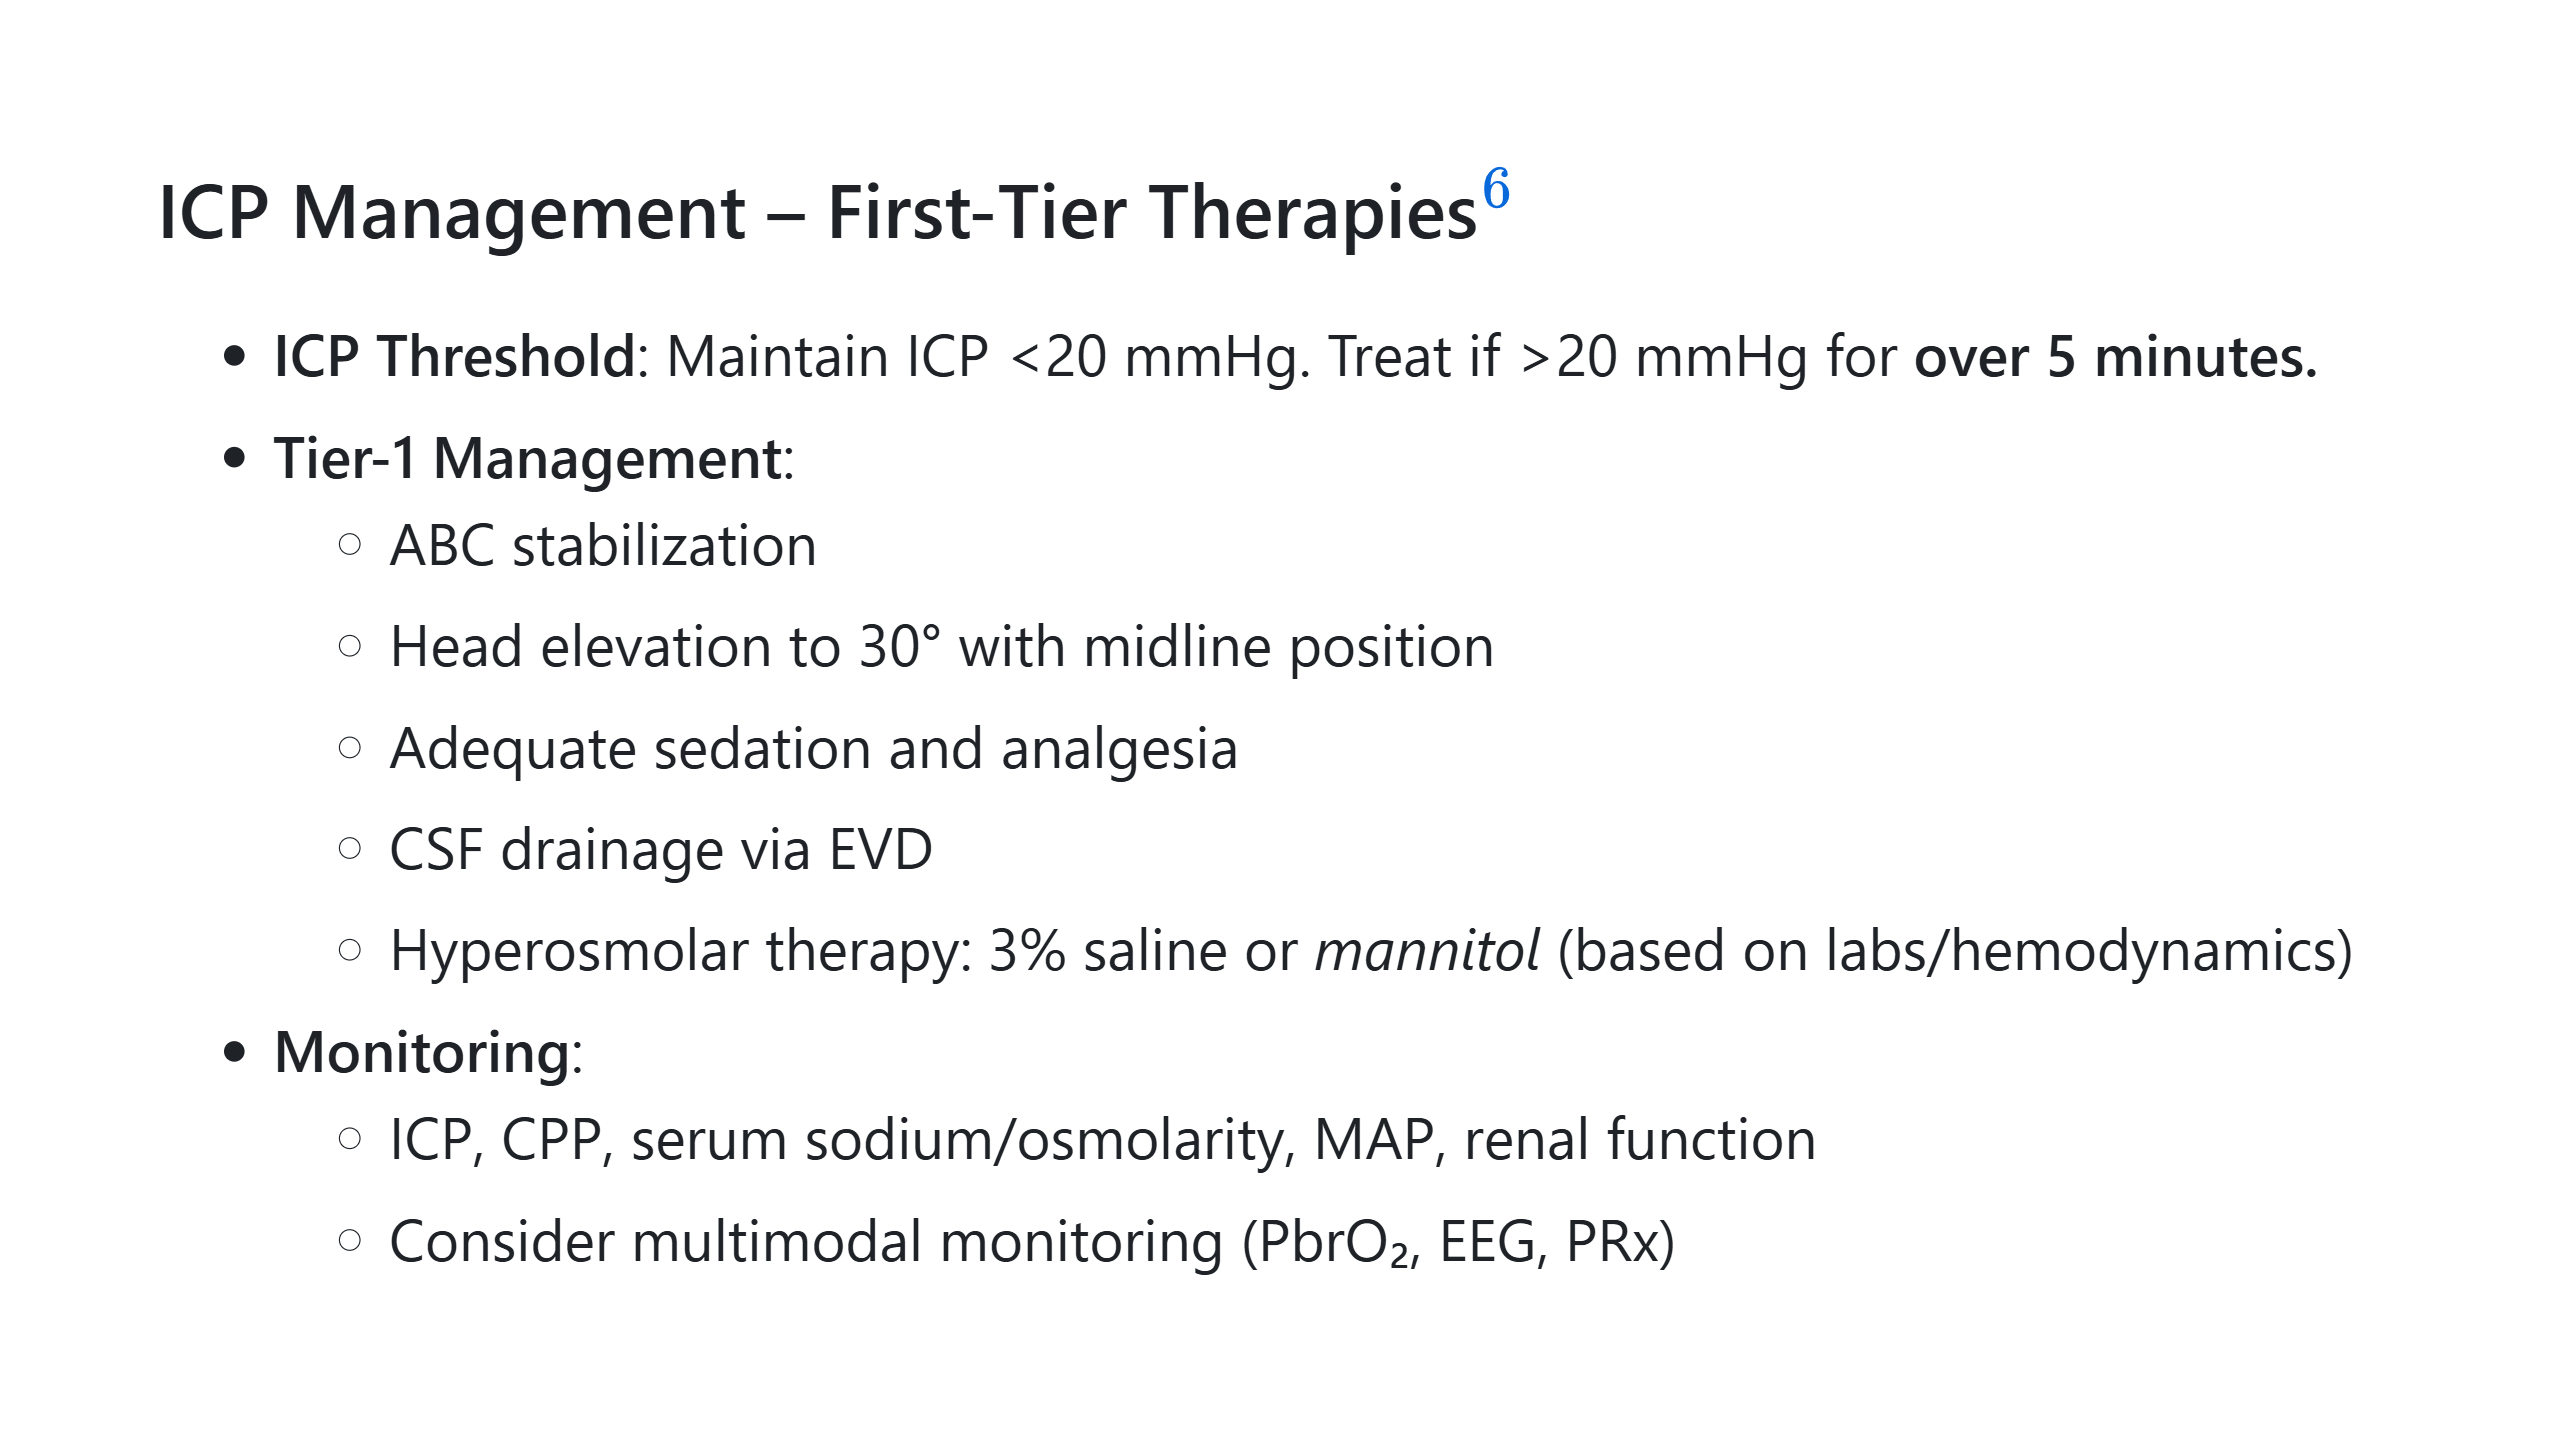 ICP Management – First-Tier Therapies⁶
• ICP Threshold: Maintain ICP <20 mmHg. Treat if >20 mmHg for over 5 minutes.
• Tier-1 Management:
○ ABC stabilization
○ Head elevation to 30° with midline position
○ Adequate sedation and analgesia
○ CSF drainage via EVD
○ Hyperosmolar therapy: 3% saline or mannitol (based on labs/hemodynamics)
• Monitoring:
○ ICP, CPP, serum sodium/osmolarity, MAP, renal function
○ Consider multimodal monitoring (PbrO₂, EEG, PRx)